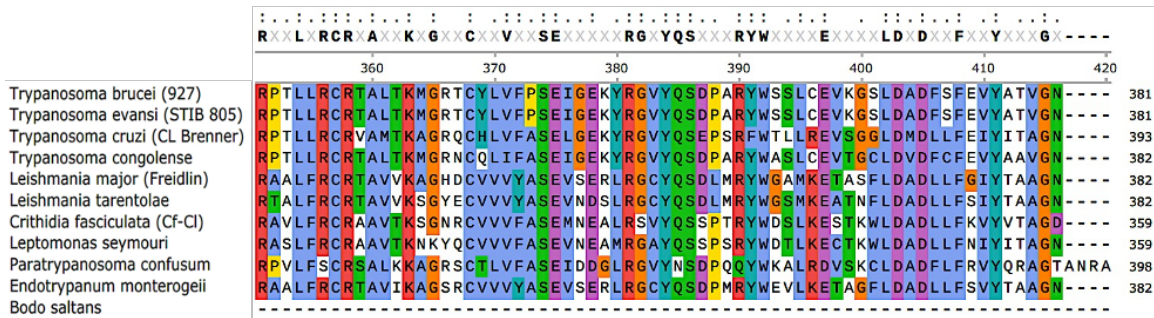 RXXLXRCRXAXXKXGXXCXXVXXSEXXXXXRGXYQSXXXRYWXXXXEXXXXLDXDXXFXXYXXXGX----
360 370 380 390 400 410 420
Trypanosoma brucei (927) RPTLLRCRTALTKMGRTCYLVFPSEIGEKYRGVYQSDPARYWSSLCEVKGSLDADFSFEVYATVGN---- 381
Trypanosoma evansi (STIB 805) RPTLLRCRTALTKMGRTCYLVFPSEIGEKYRGVYQSDPARYWSSLCEVKGSLDADFSFEVYATVGN---- 381
Trypanosoma cruzi (CL Brenner) RPTLLRCRVAMTKAGRQCHLVFASEIGEKYRGVYQSEPSRFWTLLREVSGGLDMDLLFEIYITAGN---- 393
Trypanosoma congolense RPTLLRCRTALTKMGRNCQLIFASEIGEKYRGVYQSDPARYWASLCEVTGCLDVDFCFEVYAAVGN---- 382
Leishmania major (Freidlin) RAALFRCRTAVVKAGHDCVVVYASEVSERLRGCYQSDLMRYWGAMKETASFLDADLLFGIYTAAGN---- 382
Leishmania tarentolae RTALFRCRTAVVKSGYECVVVYASEVNDSLRGCYQSDLMRYWGSMKEATNFLDADLLFSIYTAAGN---- 382
Crithidia fasciculata (Cf-Cl) RAVLFRCRAAVTKSGNRCVVVFASEMNEALRSVYQSSPTRYWDSLKESTKWLDADLLFKVYVTAGD---- 359
Leptomonas seymouri RASLFRCRAAVTKNKYQCVVVFASEVNEAMRGAYQSSPSRYWDTLKECTKWLDADLLFNIYITAGN---- 359
Paratrypanosoma confusum RPVLFSCRSALKKAGRSCTLVFASEIDDGLRGVYNSDPQQYWKALRDVSKCLDADFLFRVYQRAGTANRA 398
Endotrypanum monterogeii RAALFRCRTAVIKAGSRCVVVYASEVSERLRGCYQSDPMRYWEVLKETAGFLDADLLFSVYTAAGN---- 382
Bodo saltans ----------------------------------------------------------------------